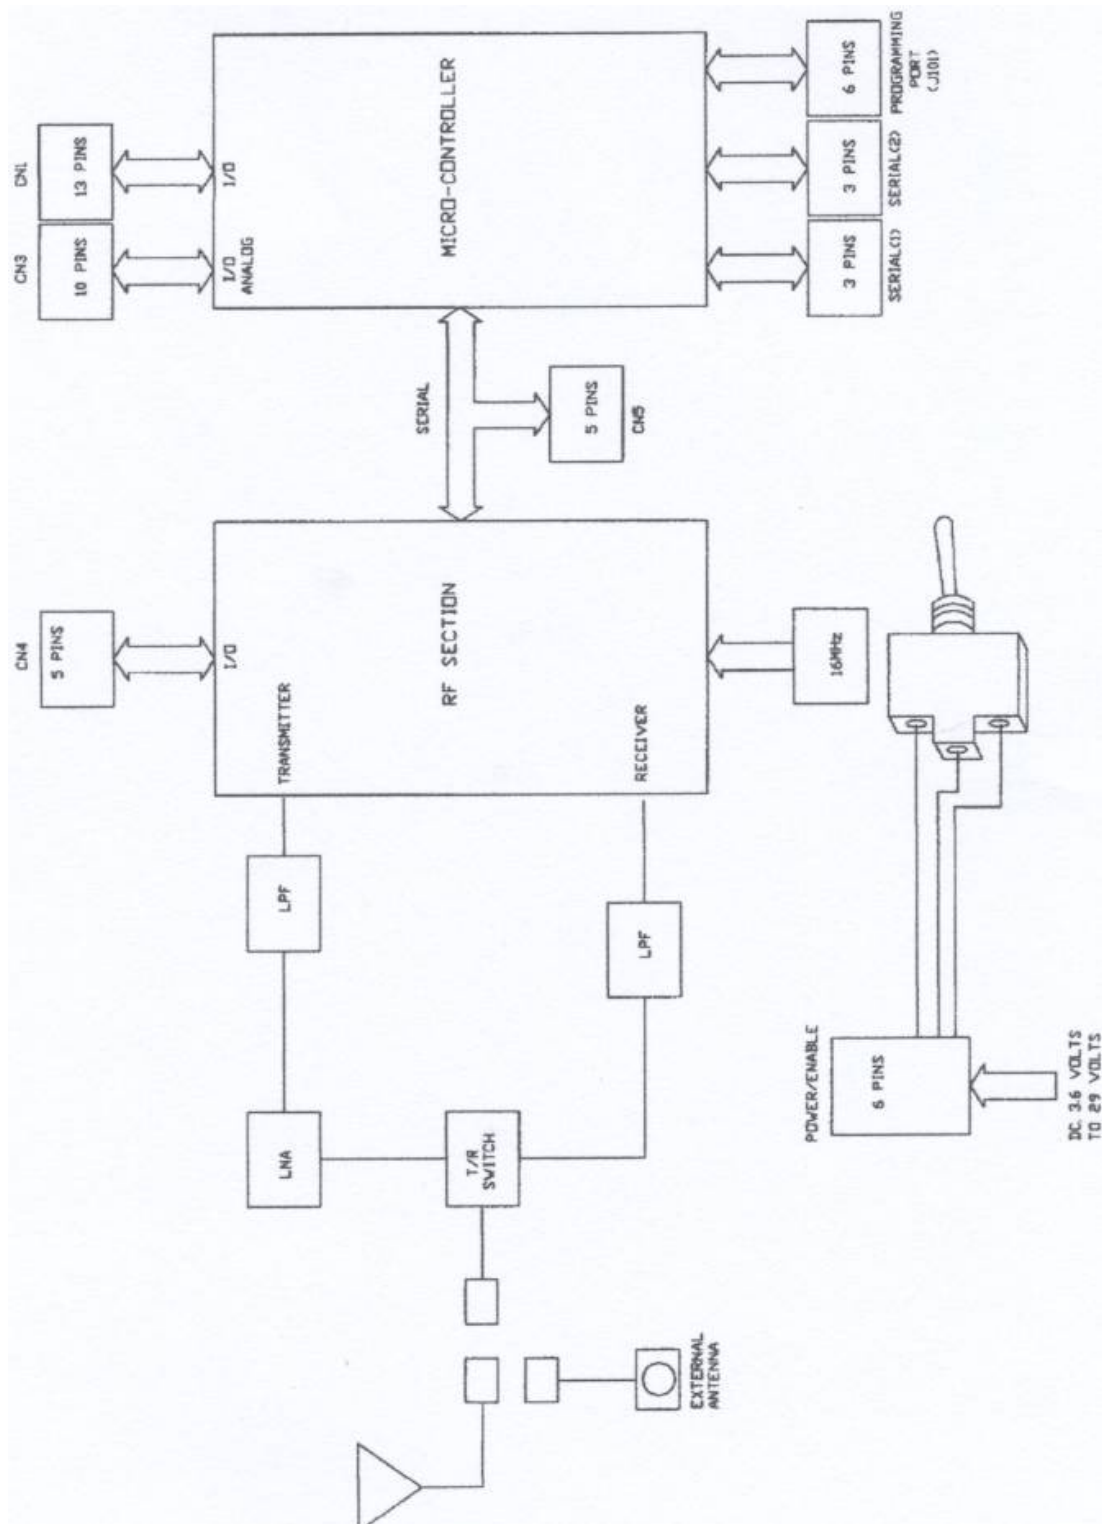 CN1
13 PINS
CN3
10 PINS
I/O
I/O
ANALOG
MICRO-CONTROLLER
6 PINS
PROGRAMMING
PORT
(J101)
3 PINS
SERIAL(2)
3 PINS
SERIAL(1)
SERIAL
5 PINS
CN5
CN4
5 PINS
I/O
RF SECTION
TRANSMITTER
RECEIVER
16MHz
LPF
LPF
LNA
T/R
SWITCH
EXTERNAL
ANTENNA
POWER/ENABLE
6 PINS
DC. 3.6 VOLTS
TO 29 VOLTS